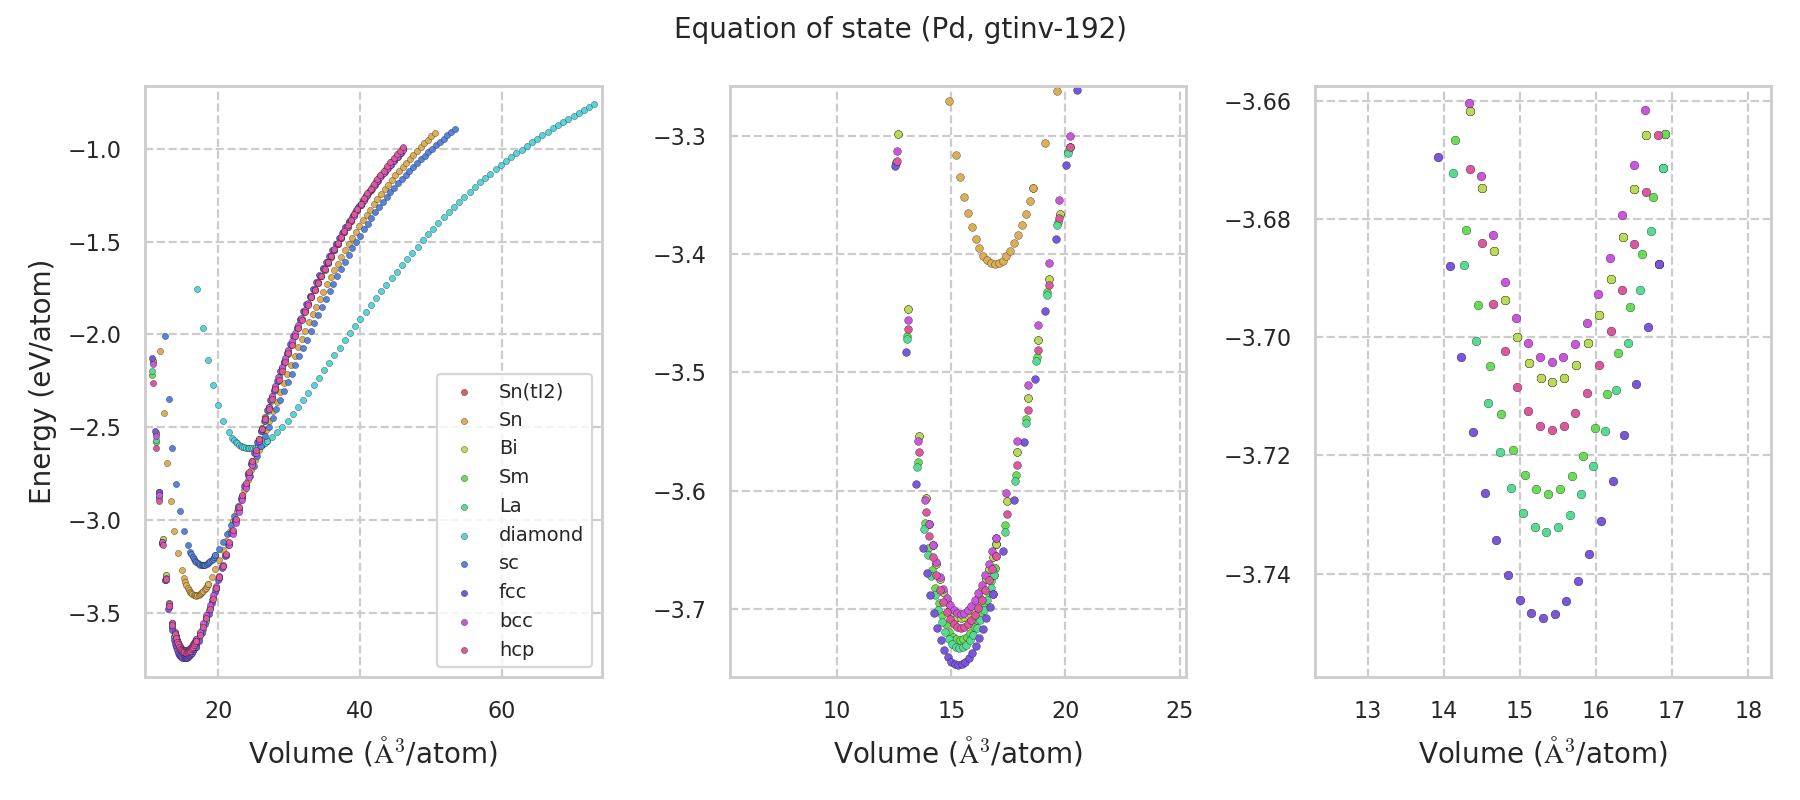 Equation of state (Pd, gtinv-192)
Energy (eV/atom)
−1.0
−1.5
−2.0
−2.5
−3.0
−3.5
Sn(tI2)
Sn
Bi
Sm
La
diamond
sc
fcc
bcc
hcp
20 40 60
Volume (Å³/atom)
−3.3
−3.4
−3.5
−3.6
−3.7
10 15 20 25
Volume (Å³/atom)
−3.66
−3.68
−3.70
−3.72
−3.74
13 14 15 16 17 18
Volume (Å³/atom)